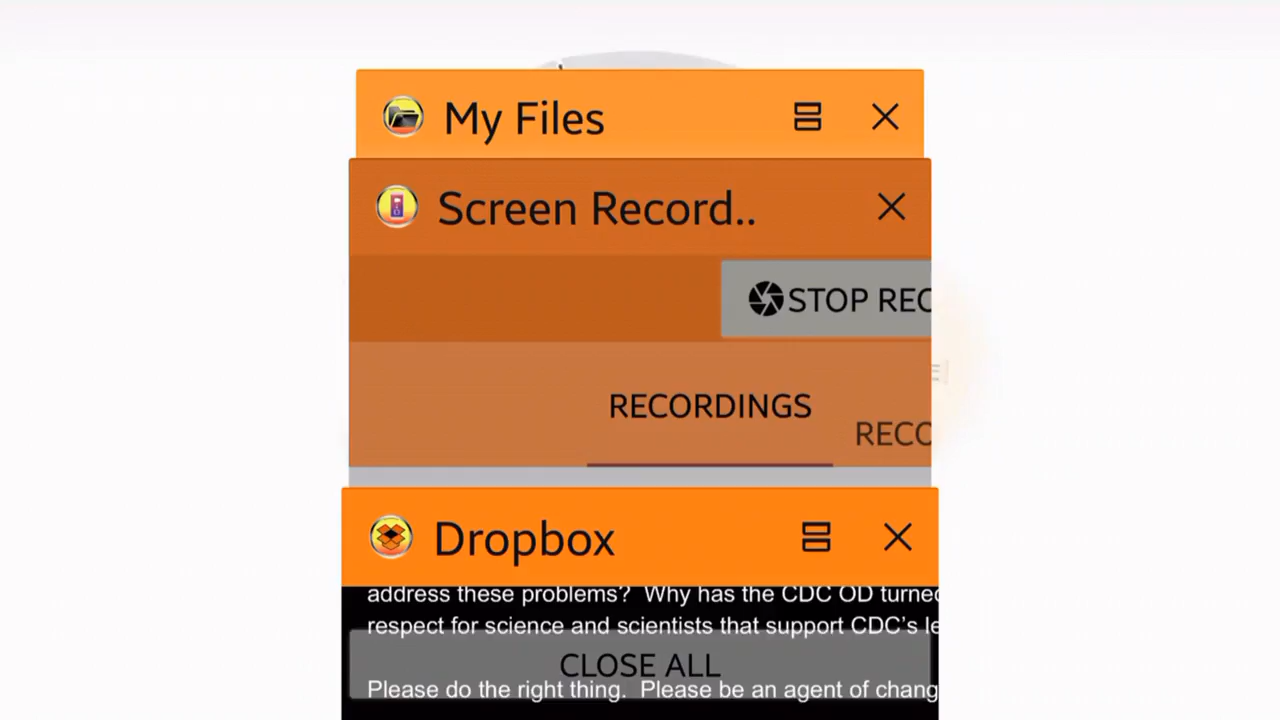 My Files
Screen Record..
STOP REC
RECORDINGS
RECO
Dropbox
address these problems?  Why has the CDC OD turned
respect for science and scientists that support CDC's le
CLOSE ALL
Please do the right thing.  Please be an agent of chang